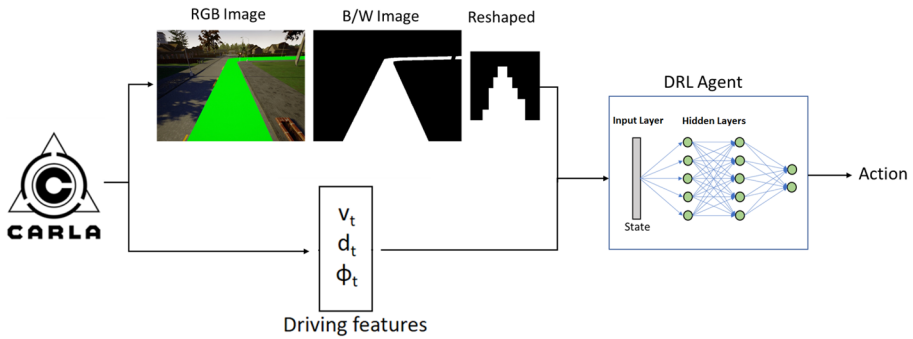 RGB Image
B/W Image
Reshaped
DRL Agent
Input Layer
Hidden Layers
State
Action
C
CARLA
vt
dt
ϕt
Driving features